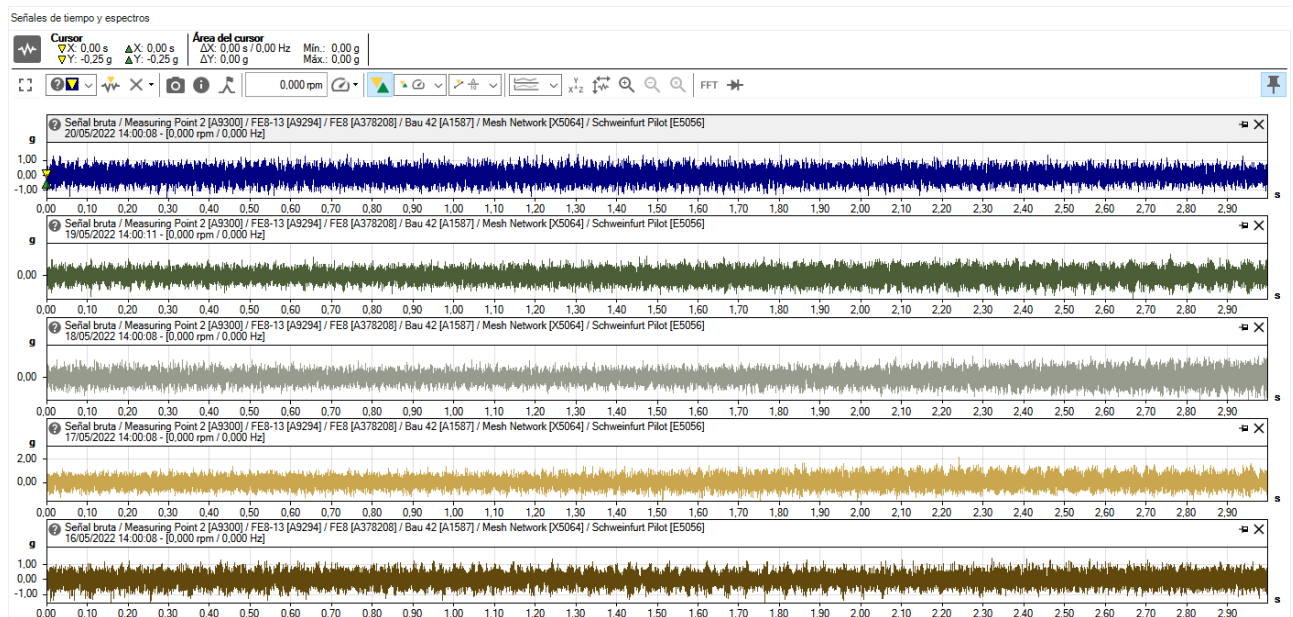 Señales de tiempo y espectros
Cursor
X: 0,00 s X: 0,00 s
Y: -0,25 g Y: -0,25 g
Área del cursor
ΔX: 0,00 s / 0,00 Hz Mín.: 0,00 g
ΔY: 0,00 g Máx.: 0,00 g
0,000 rpm
FFT
Señal bruta / Measuring Point 2 [A9300] / FE8-13 [A9294] / FE8 [A378208] / Bau 42 [A1587] / Mesh Network [X5064] / Schweinfurt Pilot [E5056]
20/05/2022 14:00:08 - [0,000 rpm / 0,000 Hz]
g
1,00
0,00
-1,00
0,00 0,10 0,20 0,30 0,40 0,50 0,60 0,70 0,80 0,90 1,00 1,10 1,20 1,30 1,40 1,50 1,60 1,70 1,80 1,90 2,00 2,10 2,20 2,30 2,40 2,50 2,60 2,70 2,80 2,90 s
Señal bruta / Measuring Point 2 [A9300] / FE8-13 [A9294] / FE8 [A378208] / Bau 42 [A1587] / Mesh Network [X5064] / Schweinfurt Pilot [E5056]
19/05/2022 14:00:11 - [0,000 rpm / 0,000 Hz]
g
0,00
0,00 0,10 0,20 0,30 0,40 0,50 0,60 0,70 0,80 0,90 1,00 1,10 1,20 1,30 1,40 1,50 1,60 1,70 1,80 1,90 2,00 2,10 2,20 2,30 2,40 2,50 2,60 2,70 2,80 2,90 s
Señal bruta / Measuring Point 2 [A9300] / FE8-13 [A9294] / FE8 [A378208] / Bau 42 [A1587] / Mesh Network [X5064] / Schweinfurt Pilot [E5056]
18/05/2022 14:00:08 - [0,000 rpm / 0,000 Hz]
g
0,00
0,00 0,10 0,20 0,30 0,40 0,50 0,60 0,70 0,80 0,90 1,00 1,10 1,20 1,30 1,40 1,50 1,60 1,70 1,80 1,90 2,00 2,10 2,20 2,30 2,40 2,50 2,60 2,70 2,80 2,90 s
Señal bruta / Measuring Point 2 [A9300] / FE8-13 [A9294] / FE8 [A378208] / Bau 42 [A1587] / Mesh Network [X5064] / Schweinfurt Pilot [E5056]
17/05/2022 14:00:08 - [0,000 rpm / 0,000 Hz]
g
2,00
0,00
0,00 0,10 0,20 0,30 0,40 0,50 0,60 0,70 0,80 0,90 1,00 1,10 1,20 1,30 1,40 1,50 1,60 1,70 1,80 1,90 2,00 2,10 2,20 2,30 2,40 2,50 2,60 2,70 2,80 2,90 s
Señal bruta / Measuring Point 2 [A9300] / FE8-13 [A9294] / FE8 [A378208] / Bau 42 [A1587] / Mesh Network [X5064] / Schweinfurt Pilot [E5056]
16/05/2022 14:00:08 - [0,000 rpm / 0,000 Hz]
g
1,00
0,00
-1,00
0,00 0,10 0,20 0,30 0,40 0,50 0,60 0,70 0,80 0,90 1,00 1,10 1,20 1,30 1,40 1,50 1,60 1,70 1,80 1,90 2,00 2,10 2,20 2,30 2,40 2,50 2,60 2,70 2,80 2,90 s